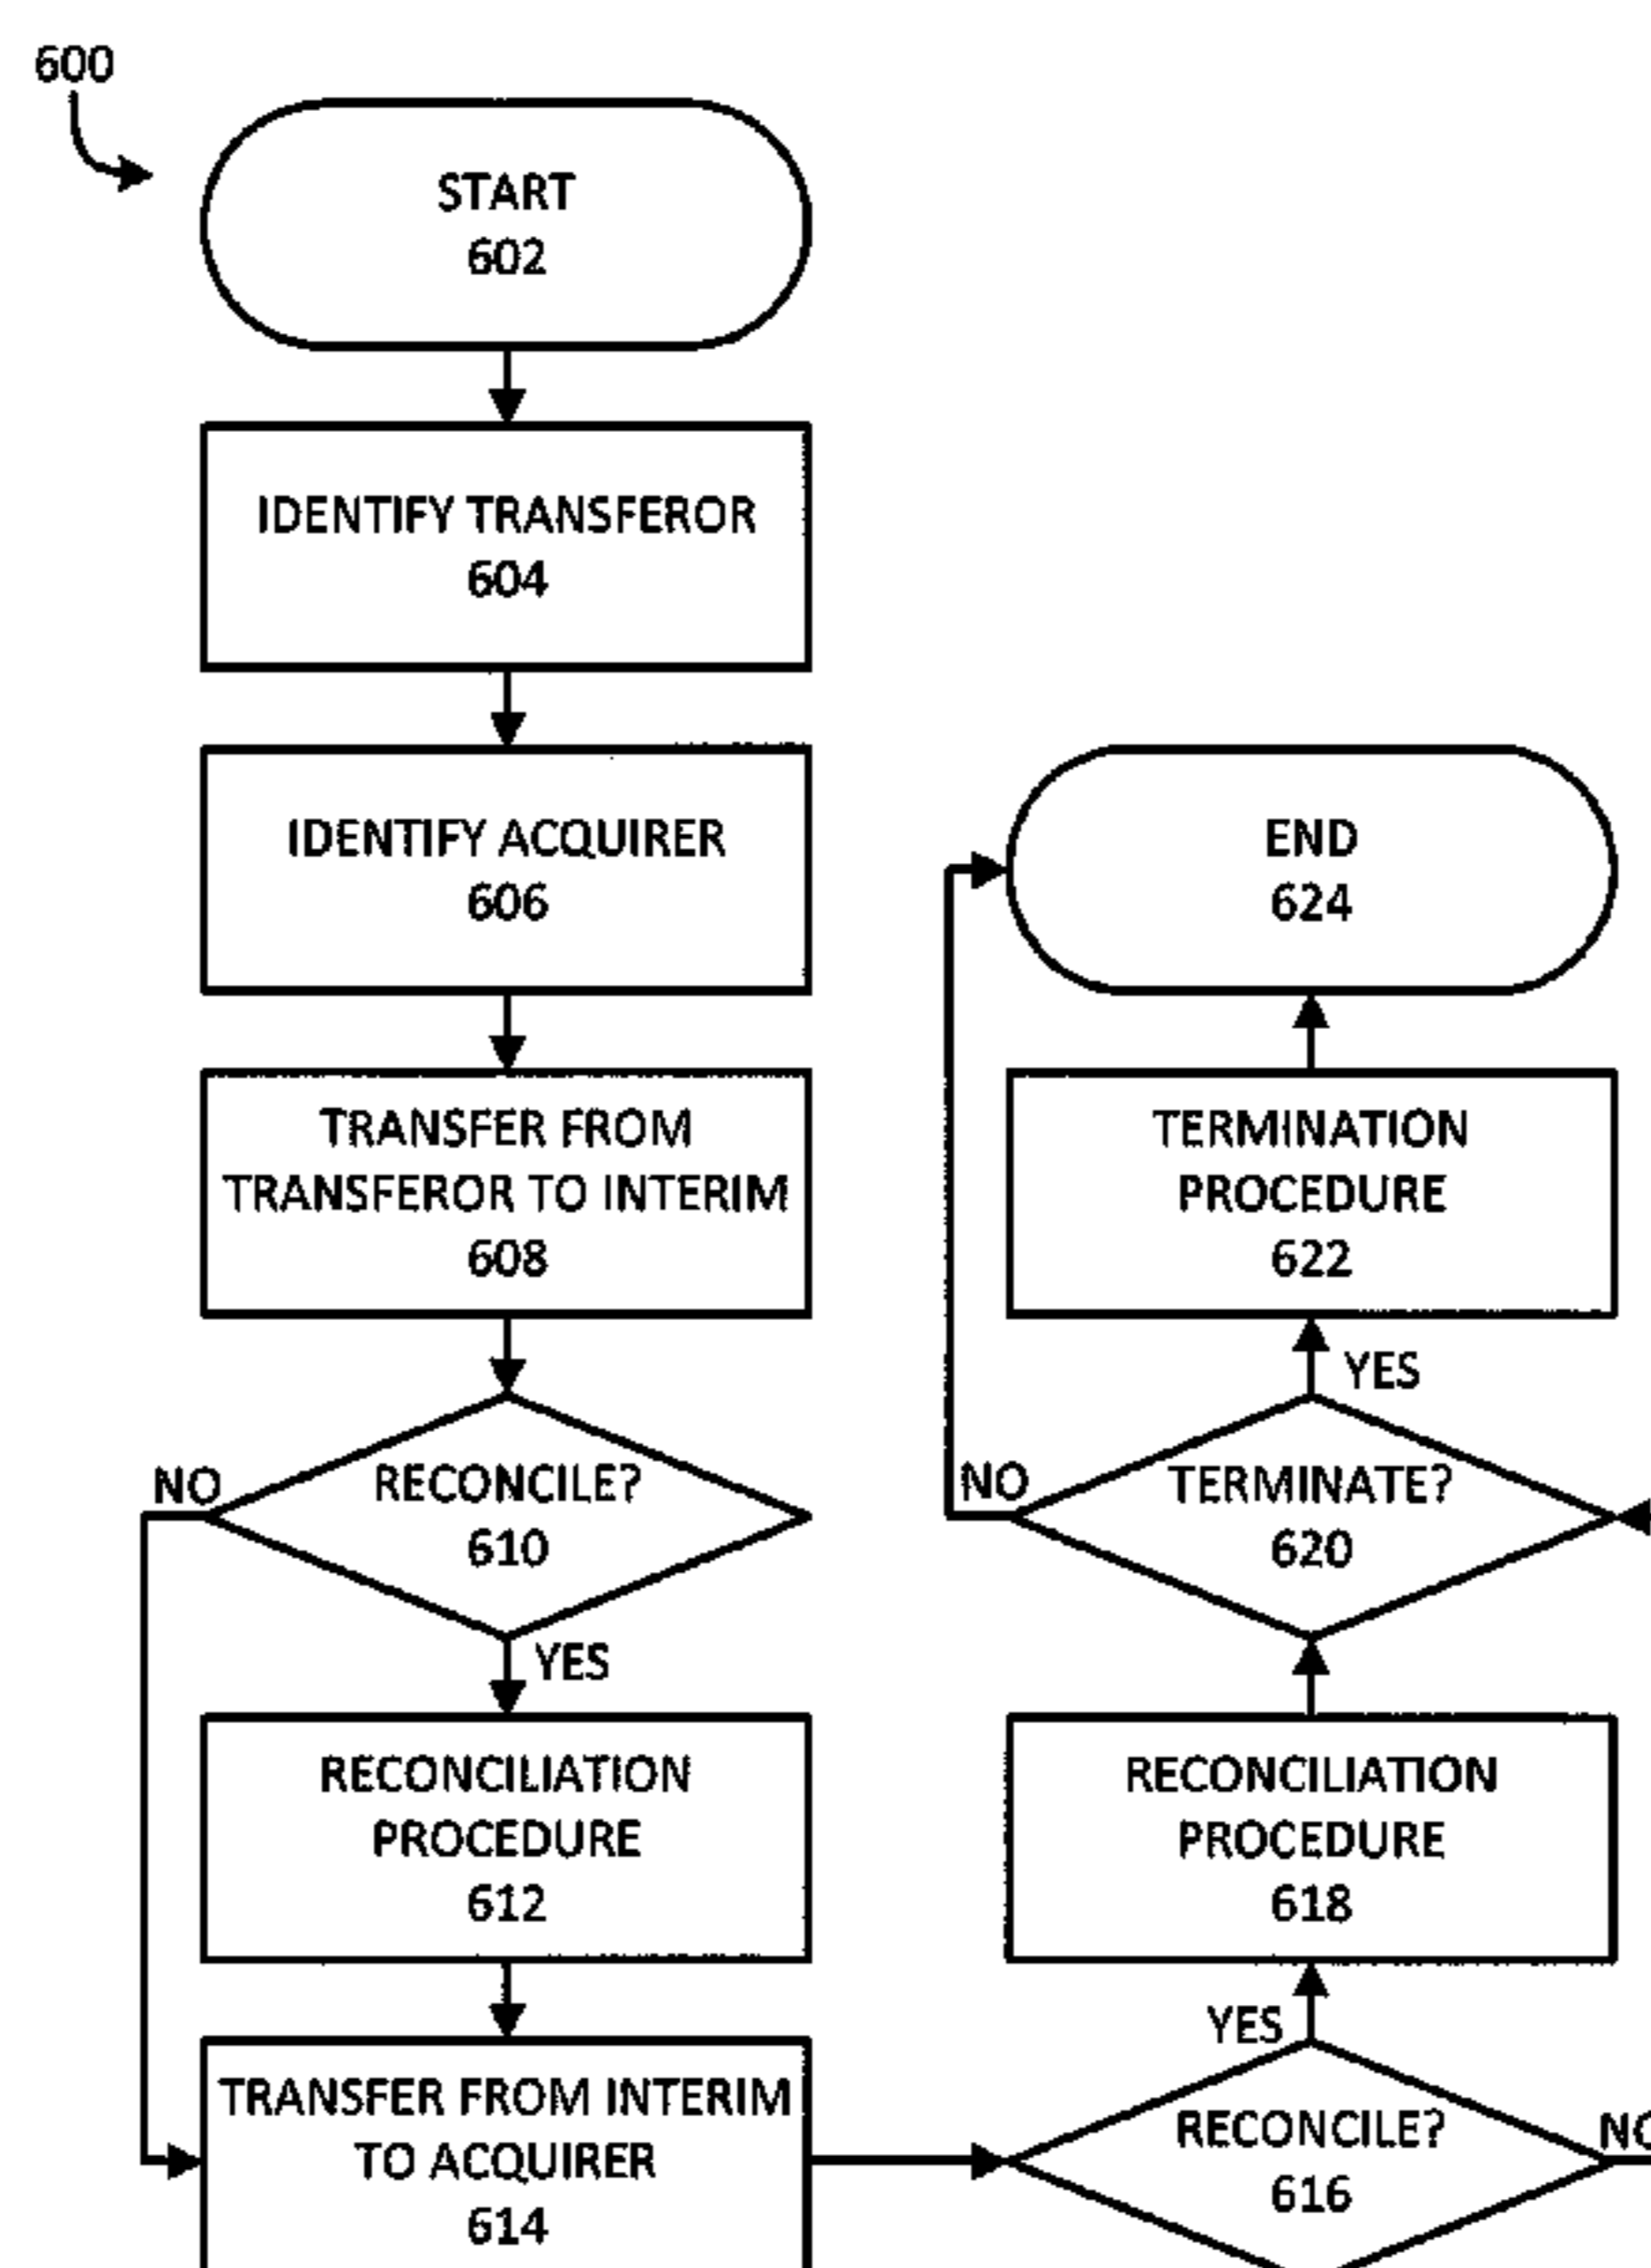 600
START
602
IDENTIFY TRANSFEROR
604
IDENTIFY ACQUIRER
606
TRANSFER FROM
TRANSFEROR TO INTERIM
608
RECONCILE?
610
NO
YES
RECONCILIATION
PROCEDURE
612
TRANSFER FROM INTERIM
TO ACQUIRER
614
END
624
TERMINATION
PROCEDURE
622
YES
TERMINATE?
620
NO
RECONCILIATION
PROCEDURE
618
YES
RECONCILE?
616
NO